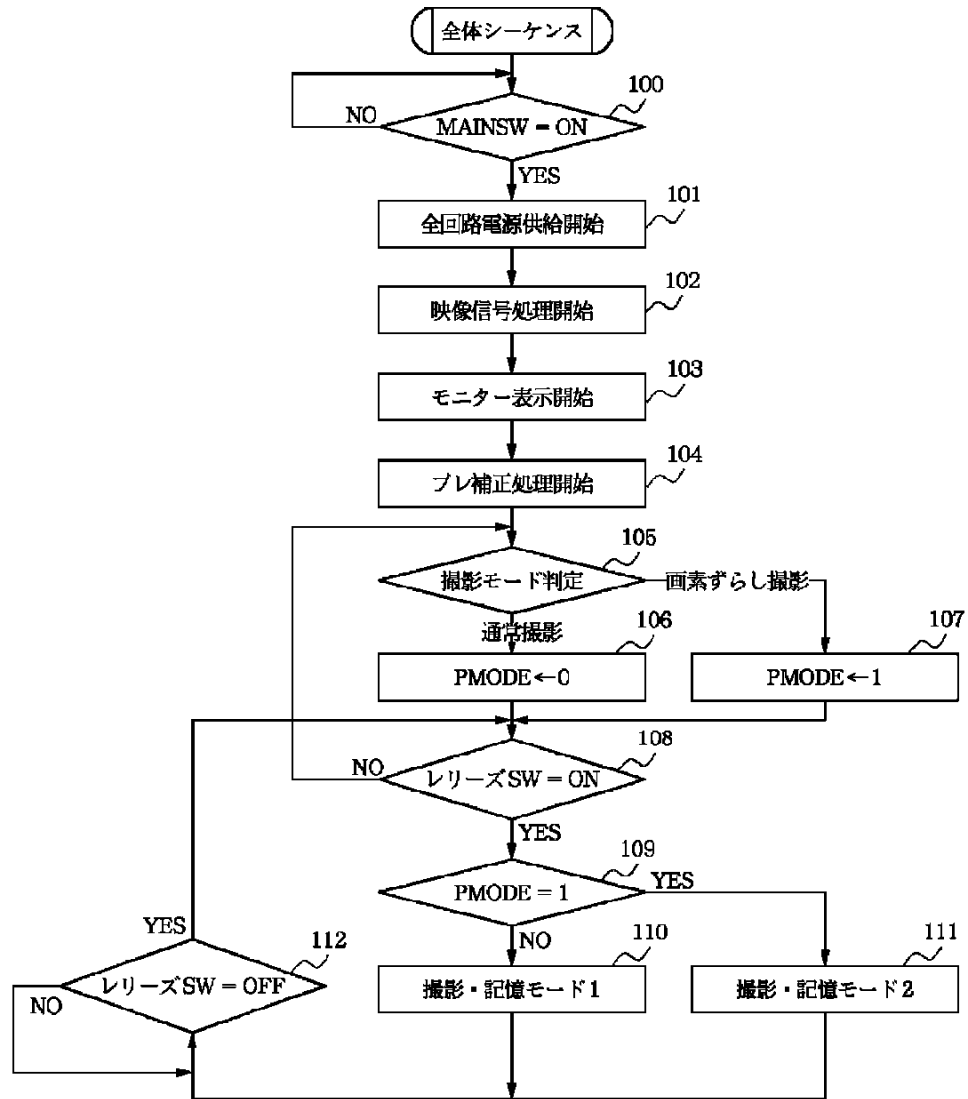 全体シーケンス
100
NO
MAINSW = ON
YES
101
全回路電源供給開始
102
映像信号処理開始
103
モニター表示開始
104
ブレ補正処理開始
105
撮影モード判定
画素ずらし撮影
通常撮影
106
107
PMODE←0
PMODE←1
108
NO
レリーズSW = ON
YES
109
PMODE = 1
YES
YES
NO
110
111
112
レリーズSW = OFF
撮影・記憶モード1
撮影・記憶モード2
NO